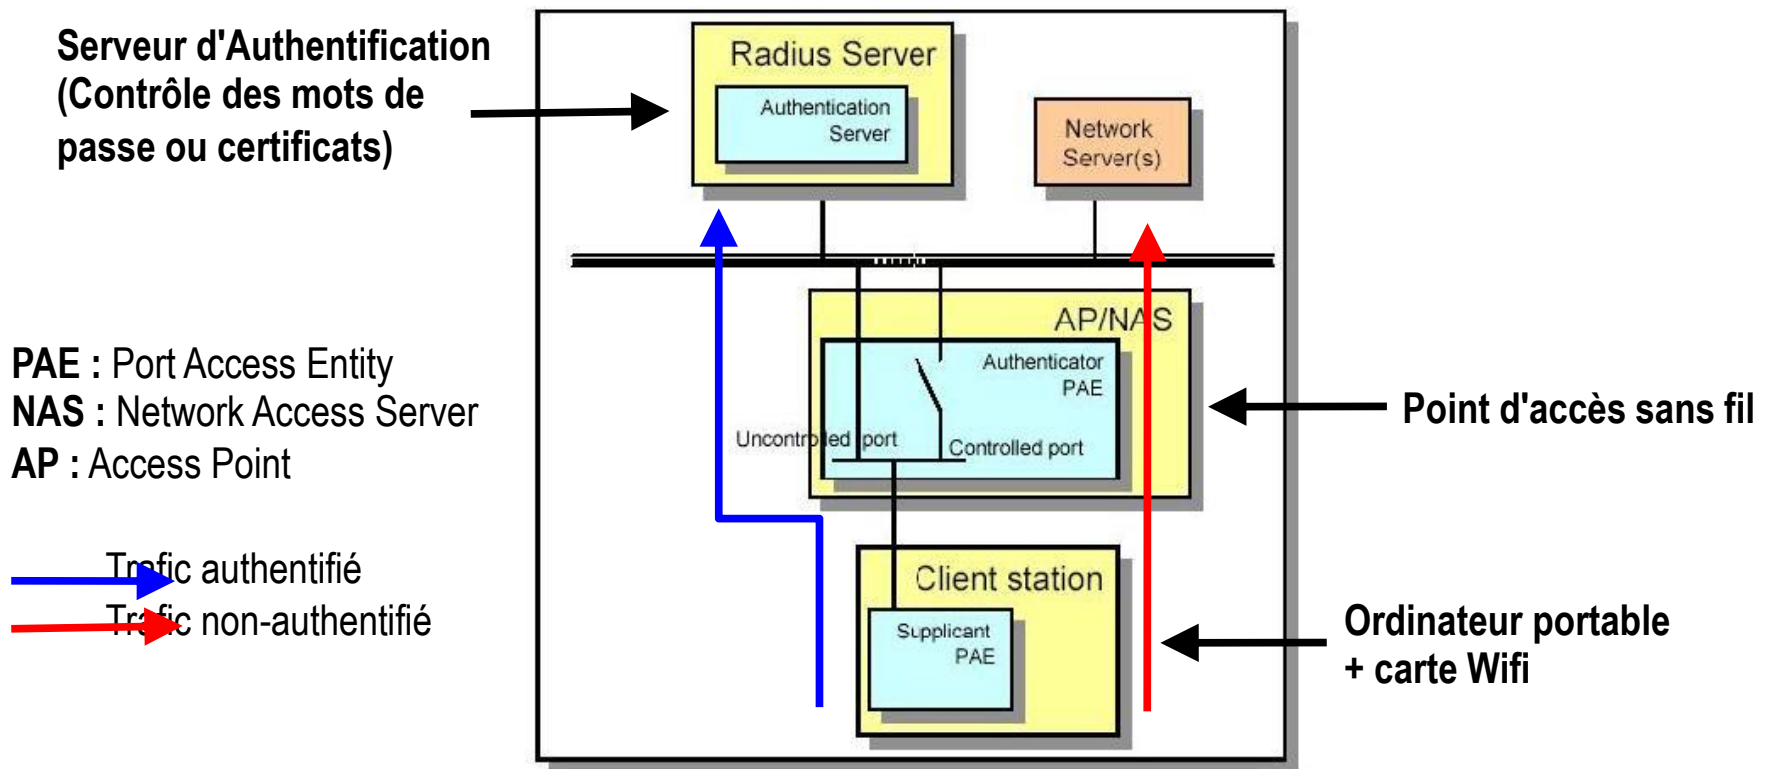 Serveur d'Authentification
(Contrôle des mots de
passe ou certificats)
Radius Server
Authentication
Server
Network
Server(s)
AP/NAS
Authenticator
PAE
Uncontrolled port
Controlled port
PAE : Port Access Entity
NAS : Network Access Server
AP : Access Point
Point d'accès sans fil
Trafic authentifié
Trafic non-authentifié
Client station
Supplicant
PAE
Ordinateur portable
+ carte Wifi